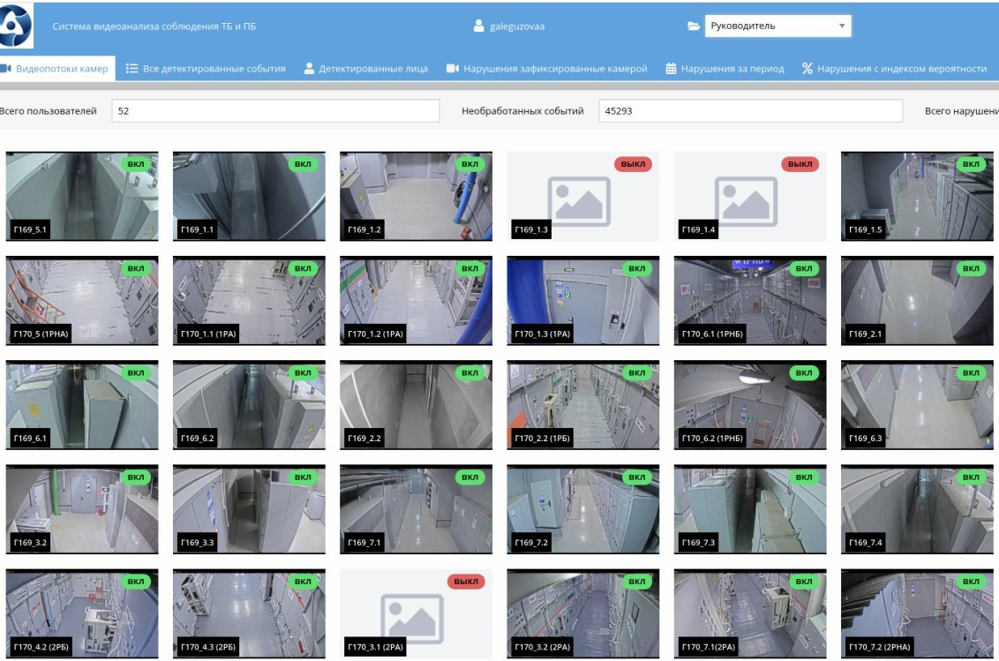 Система видеоанализа соблюдения ТБ и ПБ
galeguzovaa
Руководитель
Видеопотоки камер
Все детектированные события
Детектированные лица
Нарушения зафиксированные камерой
Нарушения за период
Нарушения с индексом вероятности
Всего пользователей
52
Необработанных событий
45293
Всего нарушени
ВКЛ
ВКЛ
ВКЛ
ВЫКЛ
ВЫКЛ
ВКЛ
Г169_5.1
Г169_1.1
Г169_1.2
Г169_1.3
Г169_1.4
Г169_1.5
ВКЛ
ВКЛ
ВКЛ
ВКЛ
ВКЛ
ВКЛ
Г170_5 (1РНА)
Г170_1.1 (1РА)
Г170_1.2 (1РА)
Г170_1.3 (1РА)
Г170_6.1 (1РНБ)
Г169_2.1
ВКЛ
ВКЛ
ВКЛ
ВКЛ
ВКЛ
ВКЛ
Г169_6.1
Г169_6.2
Г169_2.2
Г170_2.2 (1РБ)
Г170_6.2 (1РНБ)
Г169_6.3
ВКЛ
ВКЛ
ВКЛ
ВКЛ
ВКЛ
ВКЛ
Г169_3.2
Г169_3.3
Г169_7.1
Г169_7.2
Г169_7.3
Г169_7.4
ВКЛ
ВКЛ
ВЫКЛ
ВКЛ
ВКЛ
ВКЛ
Г170_4.2 (2РБ)
Г170_4.3 (2РБ)
Г170_3.1 (2РА)
Г170_3.2 (2РА)
Г170_7.1(2РА)
Г170_7.2 (2РНА)